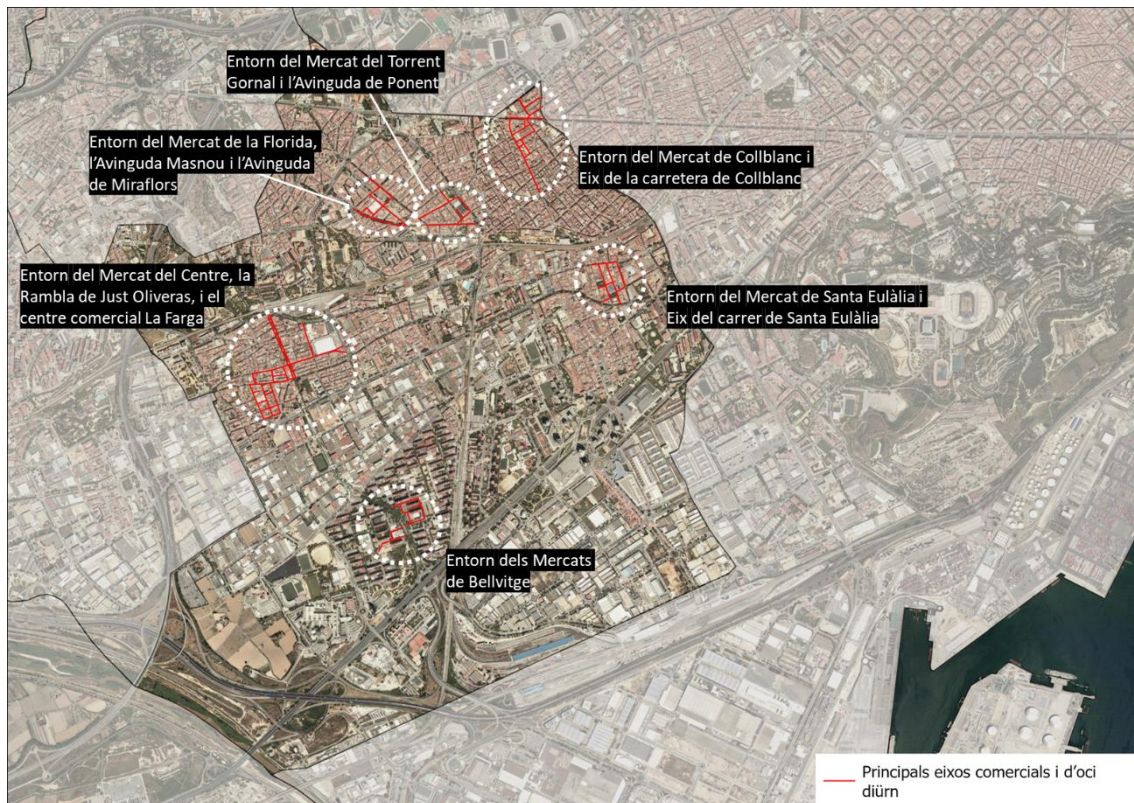 Entorn del Mercat del Torrent
Gornal i l'Avinguda de Ponent
Entorn del Mercat de la Florida,
l'Avinguda Masnou i l'Avinguda
de Miraflors
Entorn del Mercat de Collblanc i
Eix de la carretera de Collblanc
Entorn del Mercat del Centre, la
Rambla de Just Oliveras, i el
centre comercial La Farga
Entorn del Mercat de Santa Eulàlia i
Eix del carrer de Santa Eulàlia
Entorn dels Mercats
de Bellvitge
Principals eixos comercials i d'oci
diürn